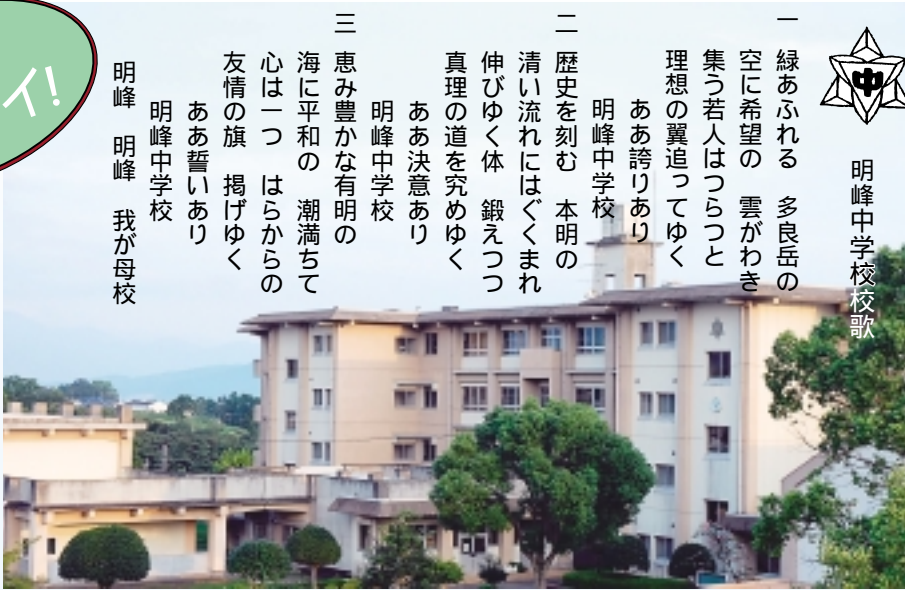 中
明峰中学校校歌
一 緑あふれる 多良岳の
空に希望の 雲がわき
集う若人はつらつと
理想の翼追ってゆく
ああ誇りあり
明峰中学校
二 歴史を刻む 本明の
清い流れにはぐくまれ
伸びゆく体 鍛えつつ
真理の道を究めゆく
ああ決意あり
明峰中学校
三 恵み豊かな有明の
海に平和の 潮満ちて
心は一つ はらからの
友情の旗 掲げゆく
ああ誓いあり
明峰中学校
明峰 明峰 我が母校
イ!